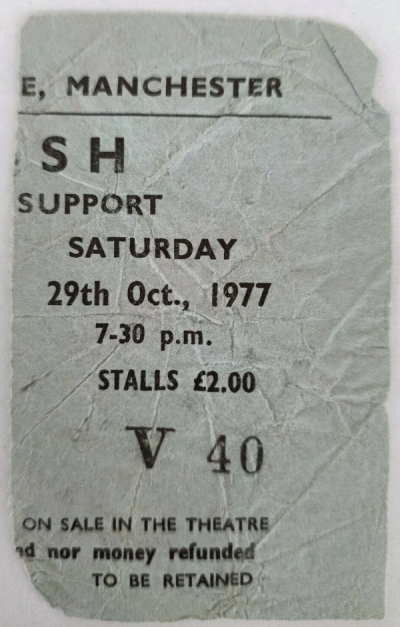 E, MANCHESTER
SH
SUPPORT
SATURDAY
29th Oct., 1977
7-30 p.m.
STALLS £2.00
V 40
ON SALE IN THE THEATRE
nd nor money refunded
TO BE RETAINED